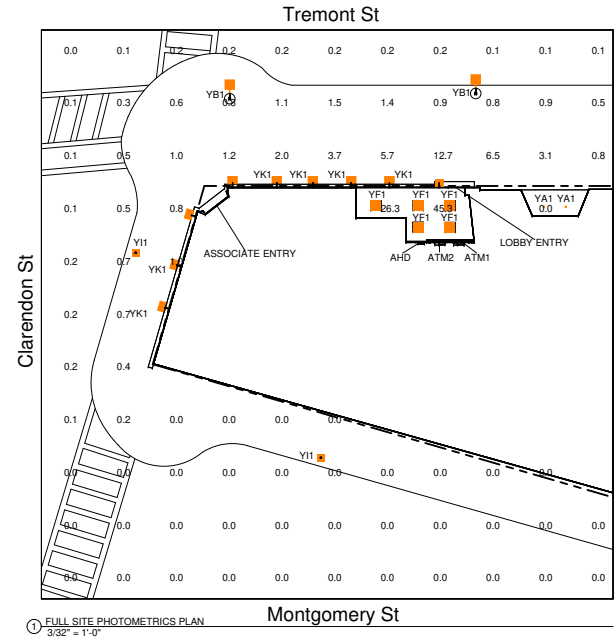 Tremont St
0.0 0.1 0.2 0.2 0.2 0.2 0.2 0.2 0.1 0.1 0.1
YB1 YB1
0.1 0.3 0.6 0.8 1.1 1.5 1.4 0.9 0.8 0.9 0.5
0.1 0.5 1.0 1.2 2.0 3.7 5.7 12.7 6.5 3.1 0.8
YK1 YK1 YK1 YK1
YF1 YF1 YF1 YA1 YA1
0.1 0.5 0.8 26.3 45.3 0.0
YF1 YF1
YI1 ASSOCIATE ENTRY LOBBY ENTRY
AHD ATM2 ATM1
0.2 0.7
YK1
Clarendon St
0.2 0.7
YK1
0.2 0.4
0.1 0.2 0.0 0.0 0.0 0.0
YI1
0.0 0.0 0.0 0.0 0.0 0.0 0.0 0.0 0.0 0.0
0.0 0.0 0.0 0.0 0.0 0.0 0.0 0.0 0.0 0.0 0.0
0.0 0.0 0.0 0.0 0.0 0.0 0.0 0.0 0.0 0.0 0.0
Montgomery St
1 FULL SITE PHOTOMETRICS PLAN
3/32" = 1'-0"